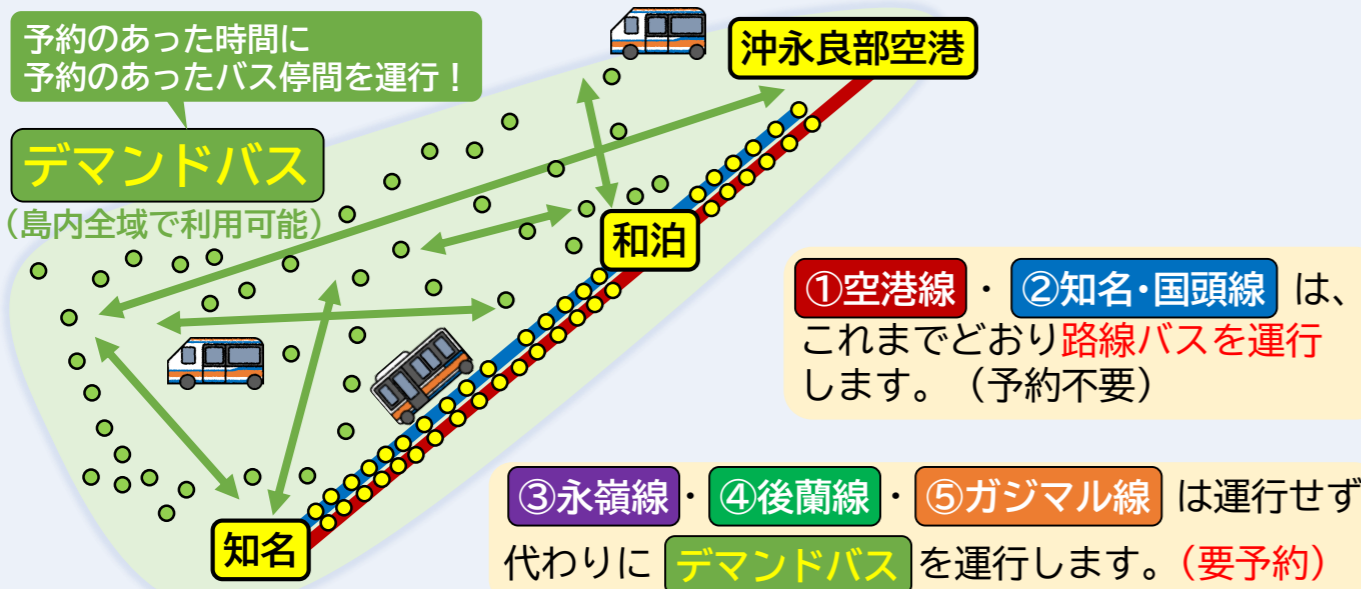 予約のあった時間に
予約のあったバス停間を運行！
デマンドバス
（島内全域で利用可能）
沖永良部空港
和泊
知名
①空港線・②知名・国頭線は、
これまでどおり路線バスを運行
します。（予約不要）
③永嶺線・④後蘭線・⑤ガジマル線は運行せず
代わりにデマンドバスを運行します。（要予約）